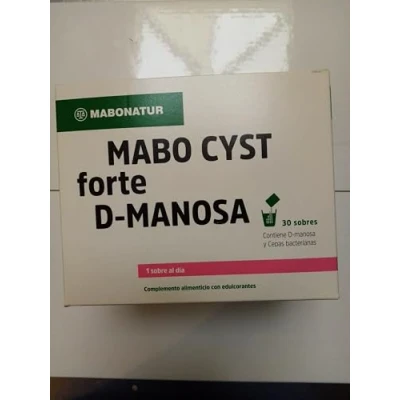 MABONATUR
MABO CYST
forte
D-MANOSA
30 sobres
Contiene D-manosa
y Cepas bacterianas
1 sobre al día
Complemento alimenticio con edulcorantes